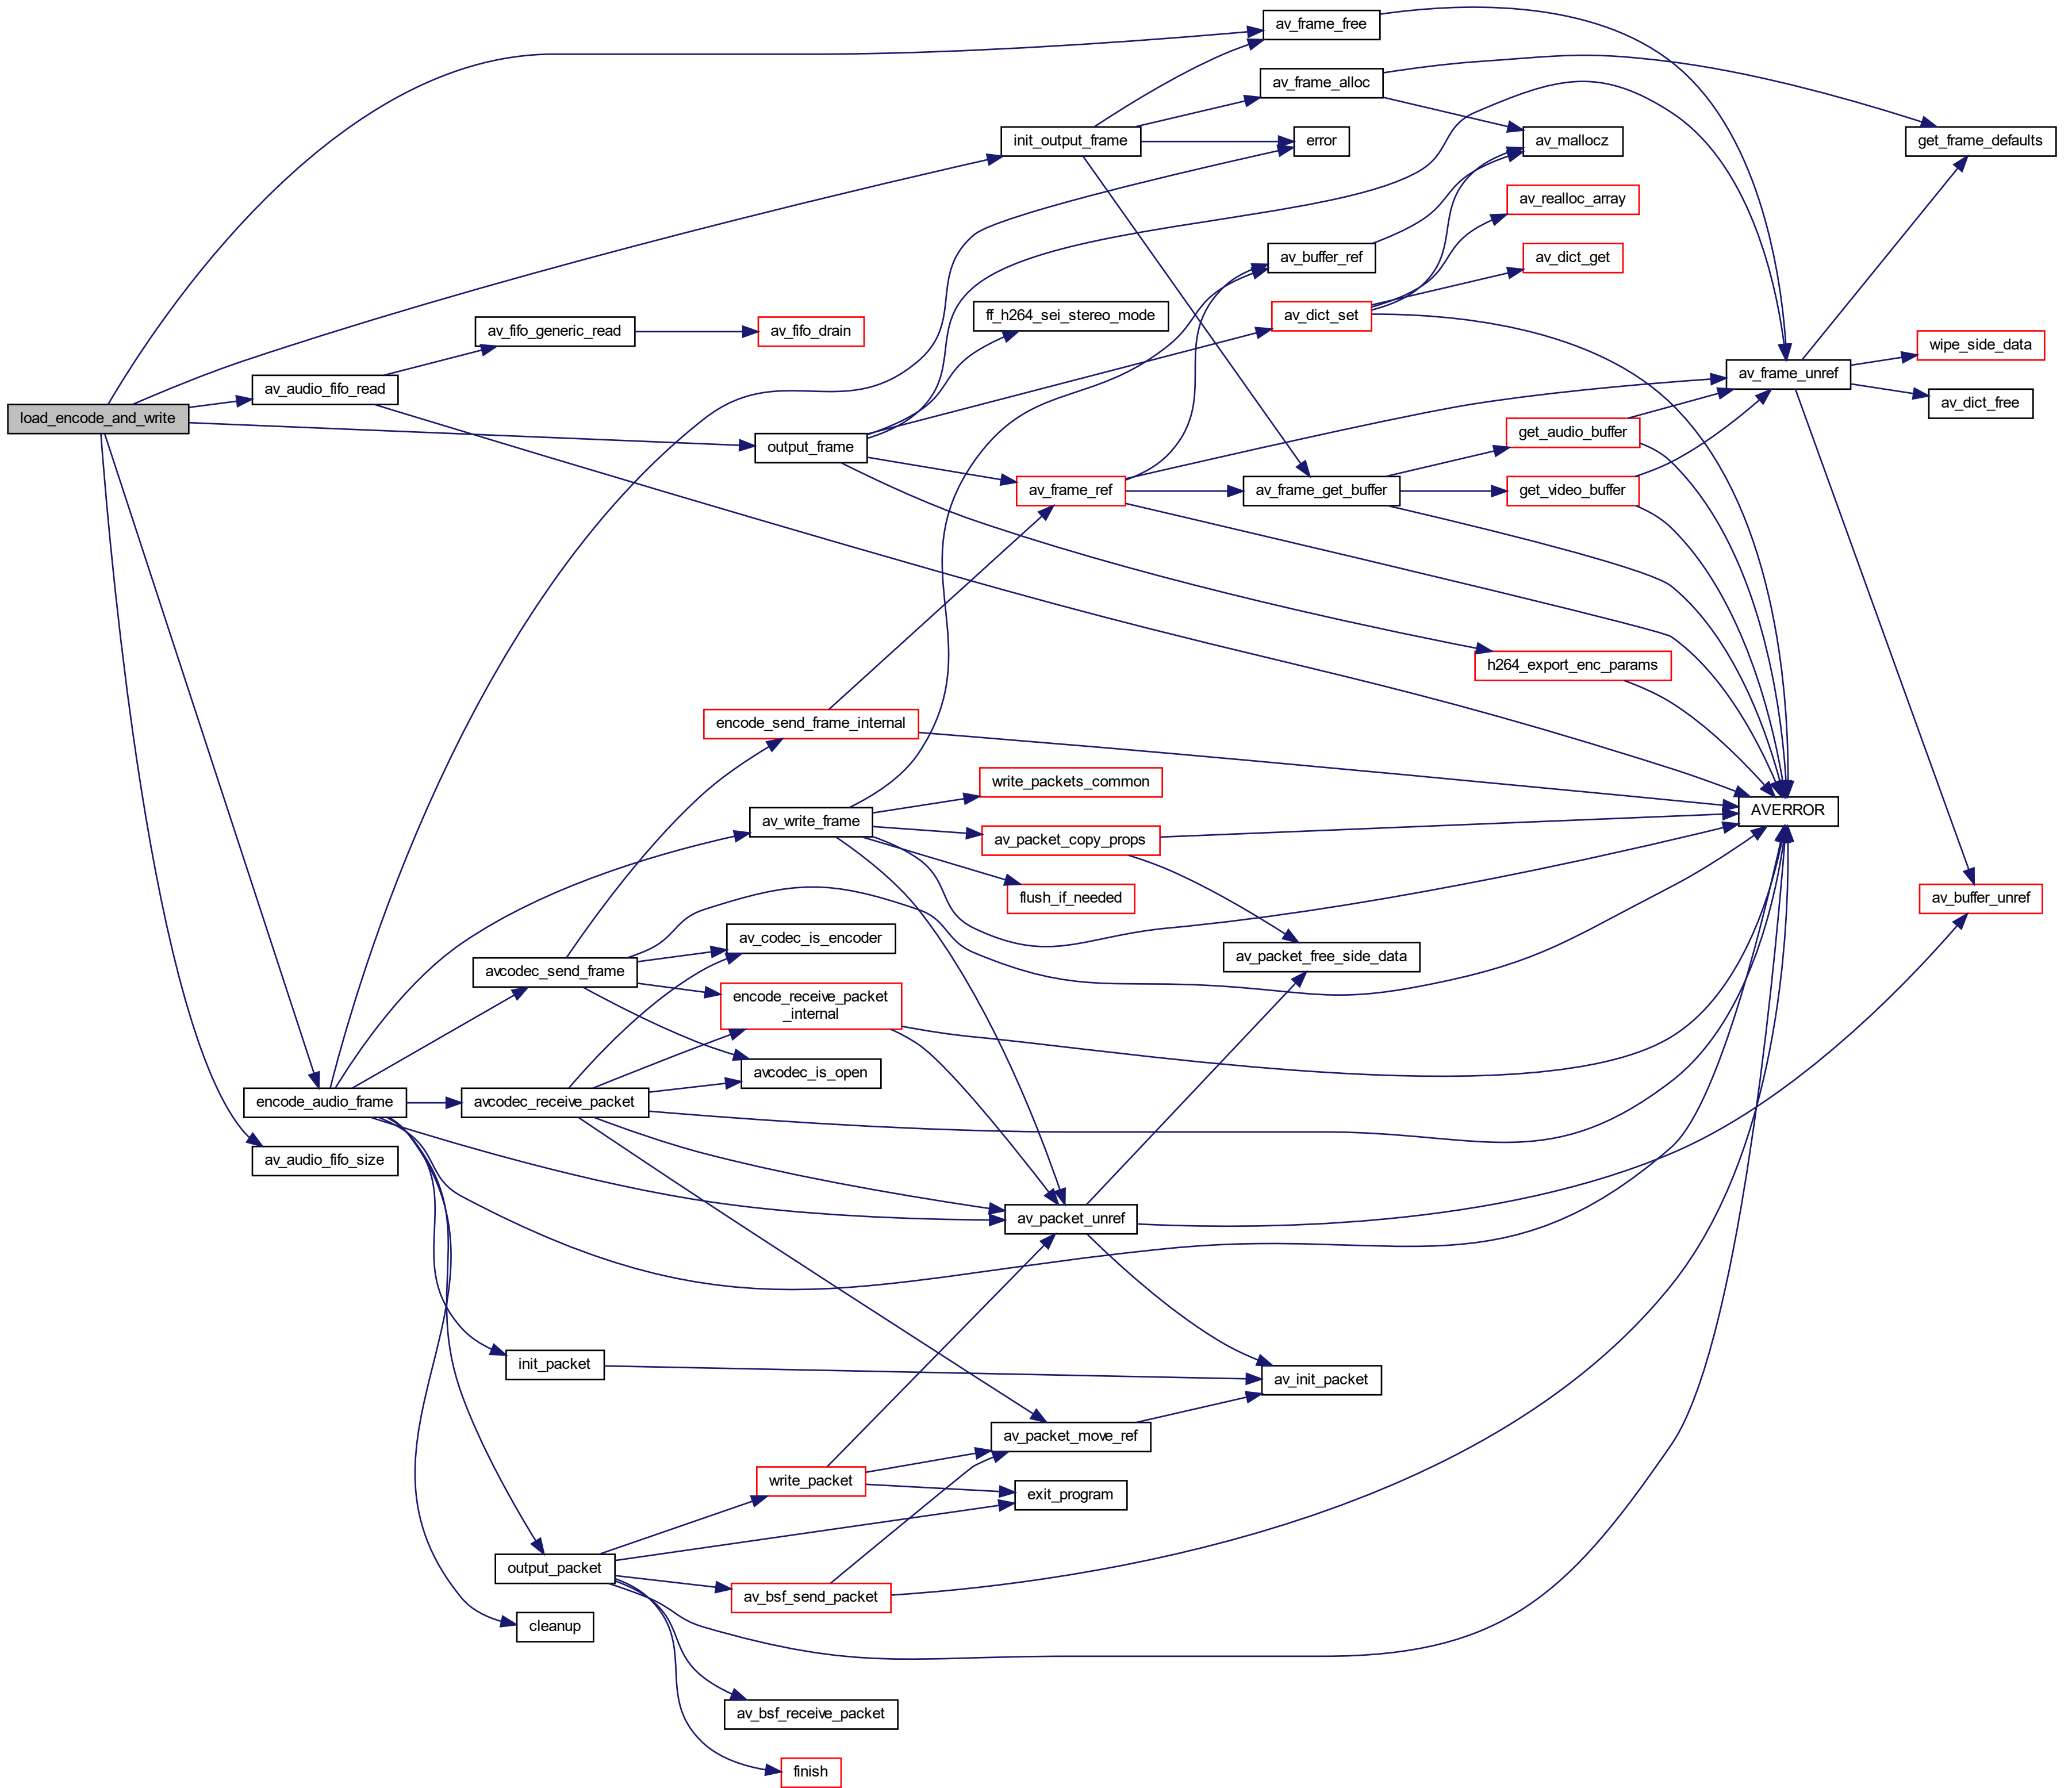 av_frame_free
av_frame_alloc
init_output_frame
error
av_mallocz
get_frame_defaults
av_realloc_array
av_buffer_ref
av_dict_get
ff_h264_sei_stereo_mode
av_dict_set
av_fifo_generic_read
av_fifo_drain
wipe_side_data
av_frame_unref
av_audio_fifo_read
av_dict_free
load_encode_and_write
get_audio_buffer
output_frame
av_frame_ref
av_frame_get_buffer
get_video_buffer
h264_export_enc_params
encode_send_frame_internal
write_packets_common
AVERROR
av_write_frame
av_packet_copy_props
flush_if_needed
av_buffer_unref
av_codec_is_encoder
av_packet_free_side_data
avcodec_send_frame
encode_receive_packet
_internal
avcodec_is_open
encode_audio_frame
avcodec_receive_packet
av_audio_fifo_size
av_packet_unref
init_packet
av_init_packet
av_packet_move_ref
write_packet
exit_program
output_packet
av_bsf_send_packet
cleanup
av_bsf_receive_packet
finish